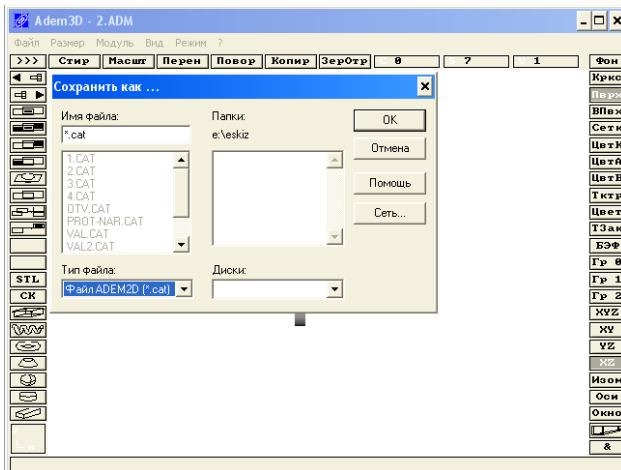 Adem3D - 2.ADM
Файл Размер Модуль Вид Режим ?
>>> Стир Масшт Перен Повор Копир ЗерОтр C 0 S 7 U 1 Фон
Сохранить как ...
Имя файла:
*.cat
1.CAT
2.CAT
3.CAT
4.CAT
OTV.CAT
PROT-NAR.CAT
VAL.CAT
VAL2.CAT
Тип файла:
Файл ADEM2D (*.cat)
Папки:
e:\eskiz
Диски:
OK
Отмена
Помощь
Сеть...
STL
СК
Кркс
Пврх
ВПвх
Сетк
ЦвтК
ЦвтА
ЦвтВ
Тктр
Цвет
ТЗак
БЭФ
Гр 0
Гр 1
Гр 2
XYZ
XY
YZ
XZ
Изом
Оси
Окно
&